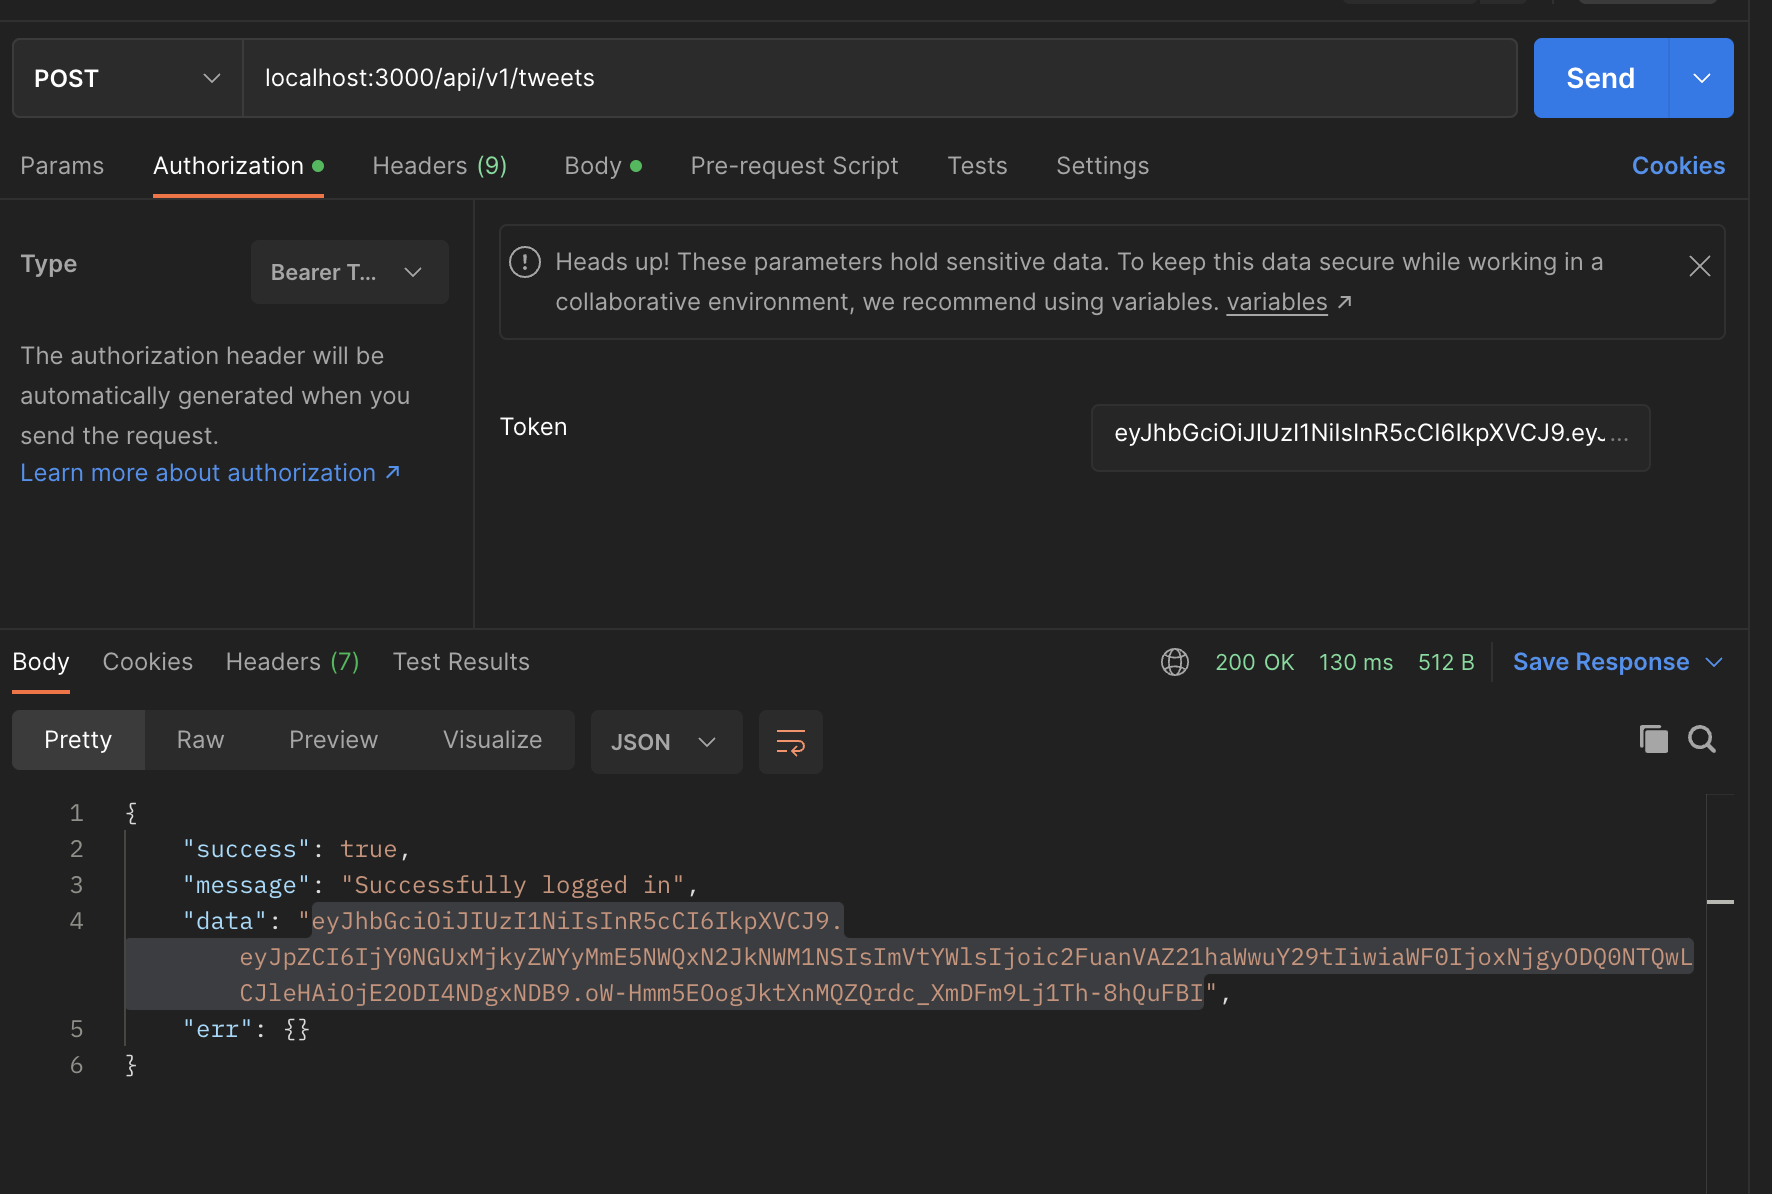 POST
localhost:3000/api/v1/tweets
Send
Params Authorization Headers (9) Body Pre-request Script Tests Settings Cookies
Type
Bearer T...
The authorization header will be
automatically generated when you
send the request.
Learn more about authorization ↗
Heads up! These parameters hold sensitive data. To keep this data secure while working in a
collaborative environment, we recommend using variables. variables ↗
Token
eyJhbGciOiJIUzI1NiIsInR5cCI6IkpXVCJ9.eyJ...
Body Cookies Headers (7) Test Results 200 OK 130 ms 512 B Save Response
Pretty Raw Preview Visualize JSON
1 {
2 "success": true,
3 "message": "Successfully logged in",
4 "data": "eyJhbGciOiJIUzI1NiIsInR5cCI6IkpXVCJ9.
eyJpZCI6IjY0NGUxMjkyZWYyMmE5NWQxN2JkNWM1NSIsImVtYWlsIjoic2FuanVAZ21haWwuY29tIiwiaWF0IjoxNjgyODQ0NTQwL
CJleHAiOjE2ODI4NDgxNDB9.oW-Hmm5EOogJktXnMQZQrdc_XmDFm9Lj1Th-8hQuFBI",
5 "err": {}
6 }